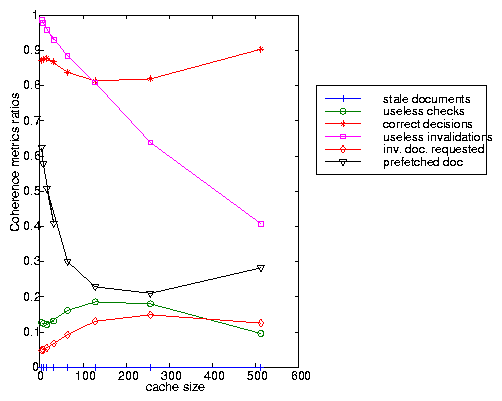 1
0.9
0.8
0.7
0.6
0.5
0.4
0.3
0.2
0.1
0
Coherence metrics ratios
0 100 200 300 400 500 600
cache size
stale documents
useless checks
correct decisions
useless invalidations
inv. doc. requested
prefetched doc